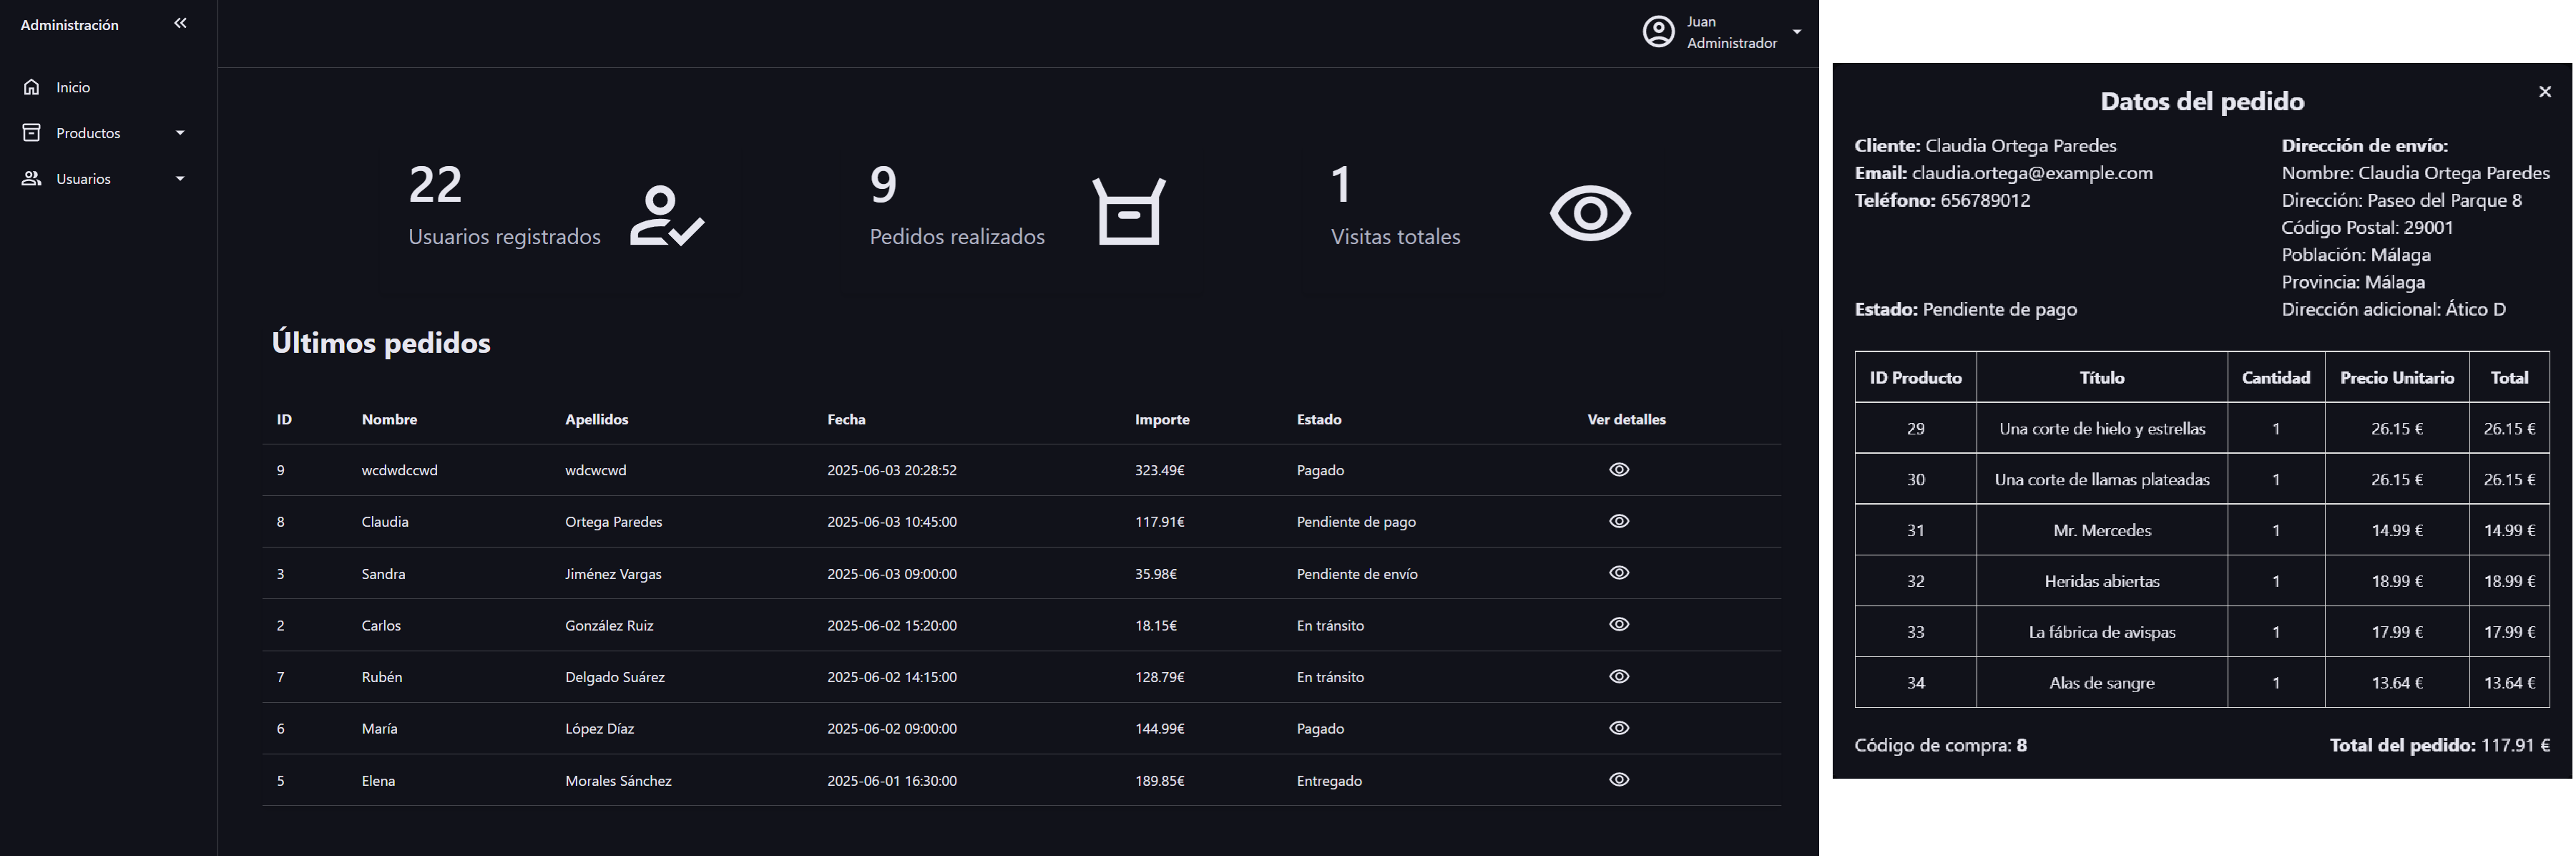 Administración
Inicio
Productos
Usuarios
Juan
Administrador
22
Usuarios registrados
9
Pedidos realizados
1
Visitas totales
Últimos pedidos
ID Nombre Apellidos Fecha Importe Estado Ver detalles
9 wcdwdccwd wdcwcwd 2025-06-03 20:28:52 323.49€ Pagado
8 Claudia Ortega Paredes 2025-06-03 10:45:00 117.91€ Pendiente de pago
3 Sandra Jiménez Vargas 2025-06-03 09:00:00 35.98€ Pendiente de envío
2 Carlos González Ruiz 2025-06-02 15:20:00 18.15€ En tránsito
7 Rubén Delgado Suárez 2025-06-02 14:15:00 128.79€ En tránsito
6 María López Díaz 2025-06-02 09:00:00 144.99€ Pagado
5 Elena Morales Sánchez 2025-06-01 16:30:00 189.85€ Entregado
Datos del pedido
Cliente: Claudia Ortega Paredes
Email: claudia.ortega@example.com
Teléfono: 656789012
Estado: Pendiente de pago
Dirección de envío:
Nombre: Claudia Ortega Paredes
Dirección: Paseo del Parque 8
Código Postal: 29001
Población: Málaga
Provincia: Málaga
Dirección adicional: Ático D
ID Producto Título Cantidad Precio Unitario Total
29 Una corte de hielo y estrellas 1 26.15 € 26.15 €
30 Una corte de llamas plateadas 1 26.15 € 26.15 €
31 Mr. Mercedes 1 14.99 € 14.99 €
32 Heridas abiertas 1 18.99 € 18.99 €
33 La fábrica de avispas 1 17.99 € 17.99 €
34 Alas de sangre 1 13.64 € 13.64 €
Código de compra: 8
Total del pedido: 117.91 €